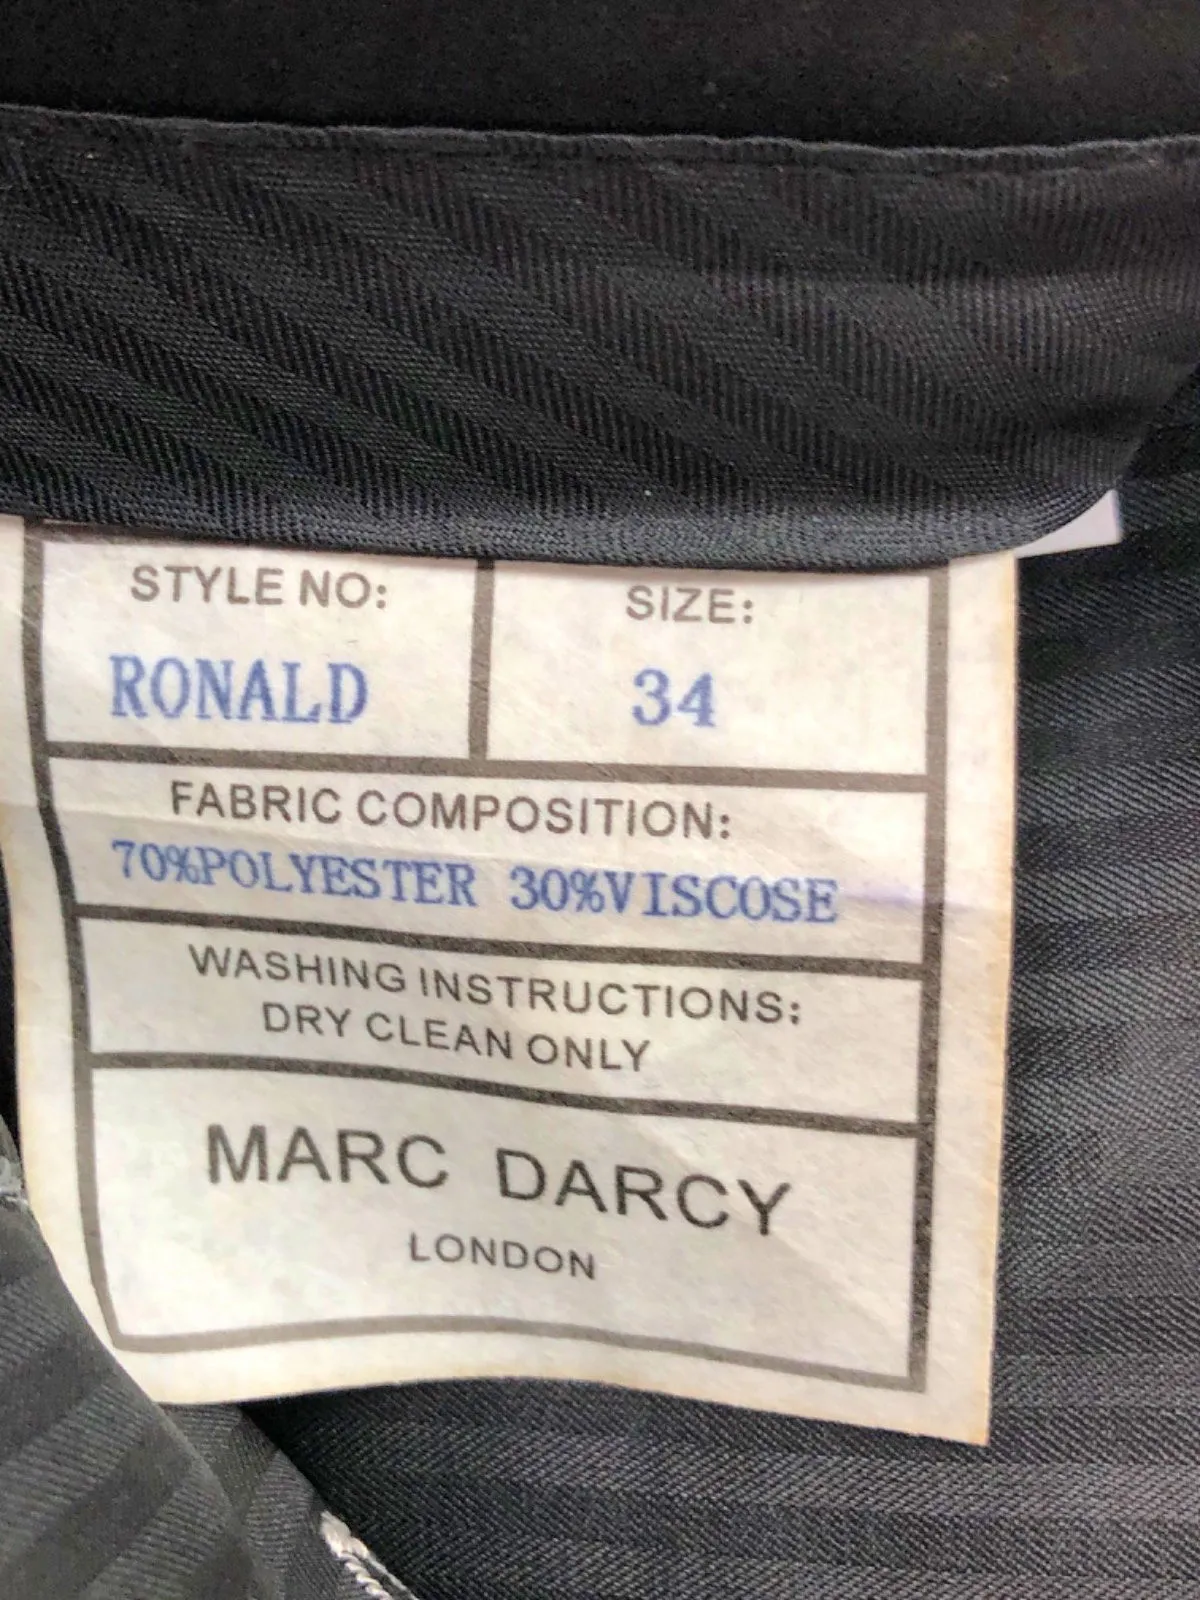 STYLE NO:
RONALD
SIZE:
34
FABRIC COMPOSITION:
70%POLYESTER 30%VISCOSE
WASHING INSTRUCTIONS:
DRY CLEAN ONLY
MARC DARCY
LONDON